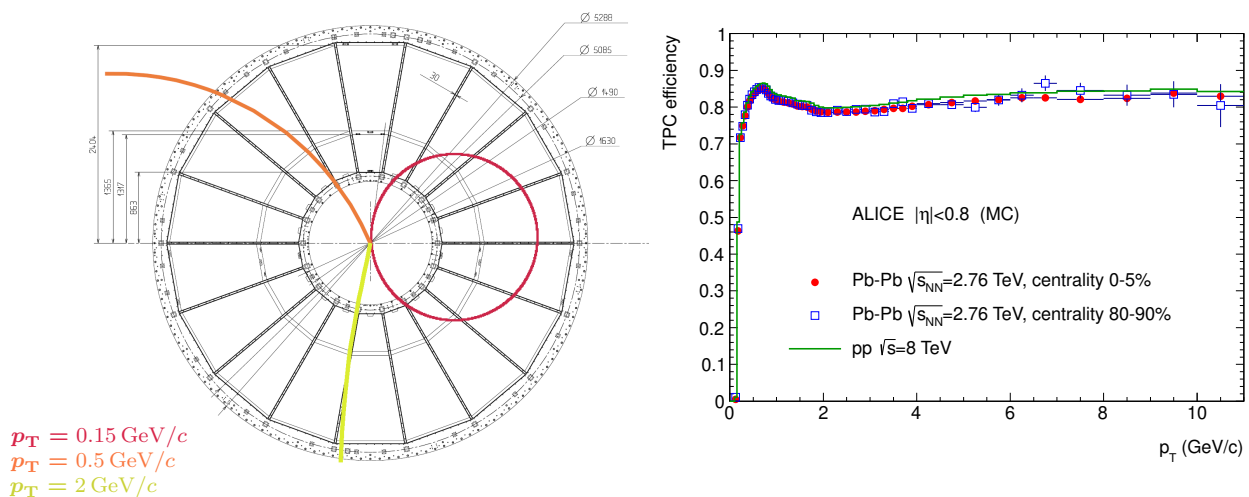 Ø 5288
Ø 5085
30
Ø 1490
Ø 1630
2404
1365
1317
863
p_T = 0.15 GeV/c
p_T = 0.5 GeV/c
p_T = 2 GeV/c
TPC efficiency
1
0.9
0.8
0.7
0.6
0.5
0.4
0.3
0.2
0.1
0
ALICE |η|<0.8 (MC)
Pb-Pb √s_NN=2.76 TeV, centrality 0-5%
Pb-Pb √s_NN=2.76 TeV, centrality 80-90%
pp √s=8 TeV
0 2 4 6 8 10
p_T (GeV/c)